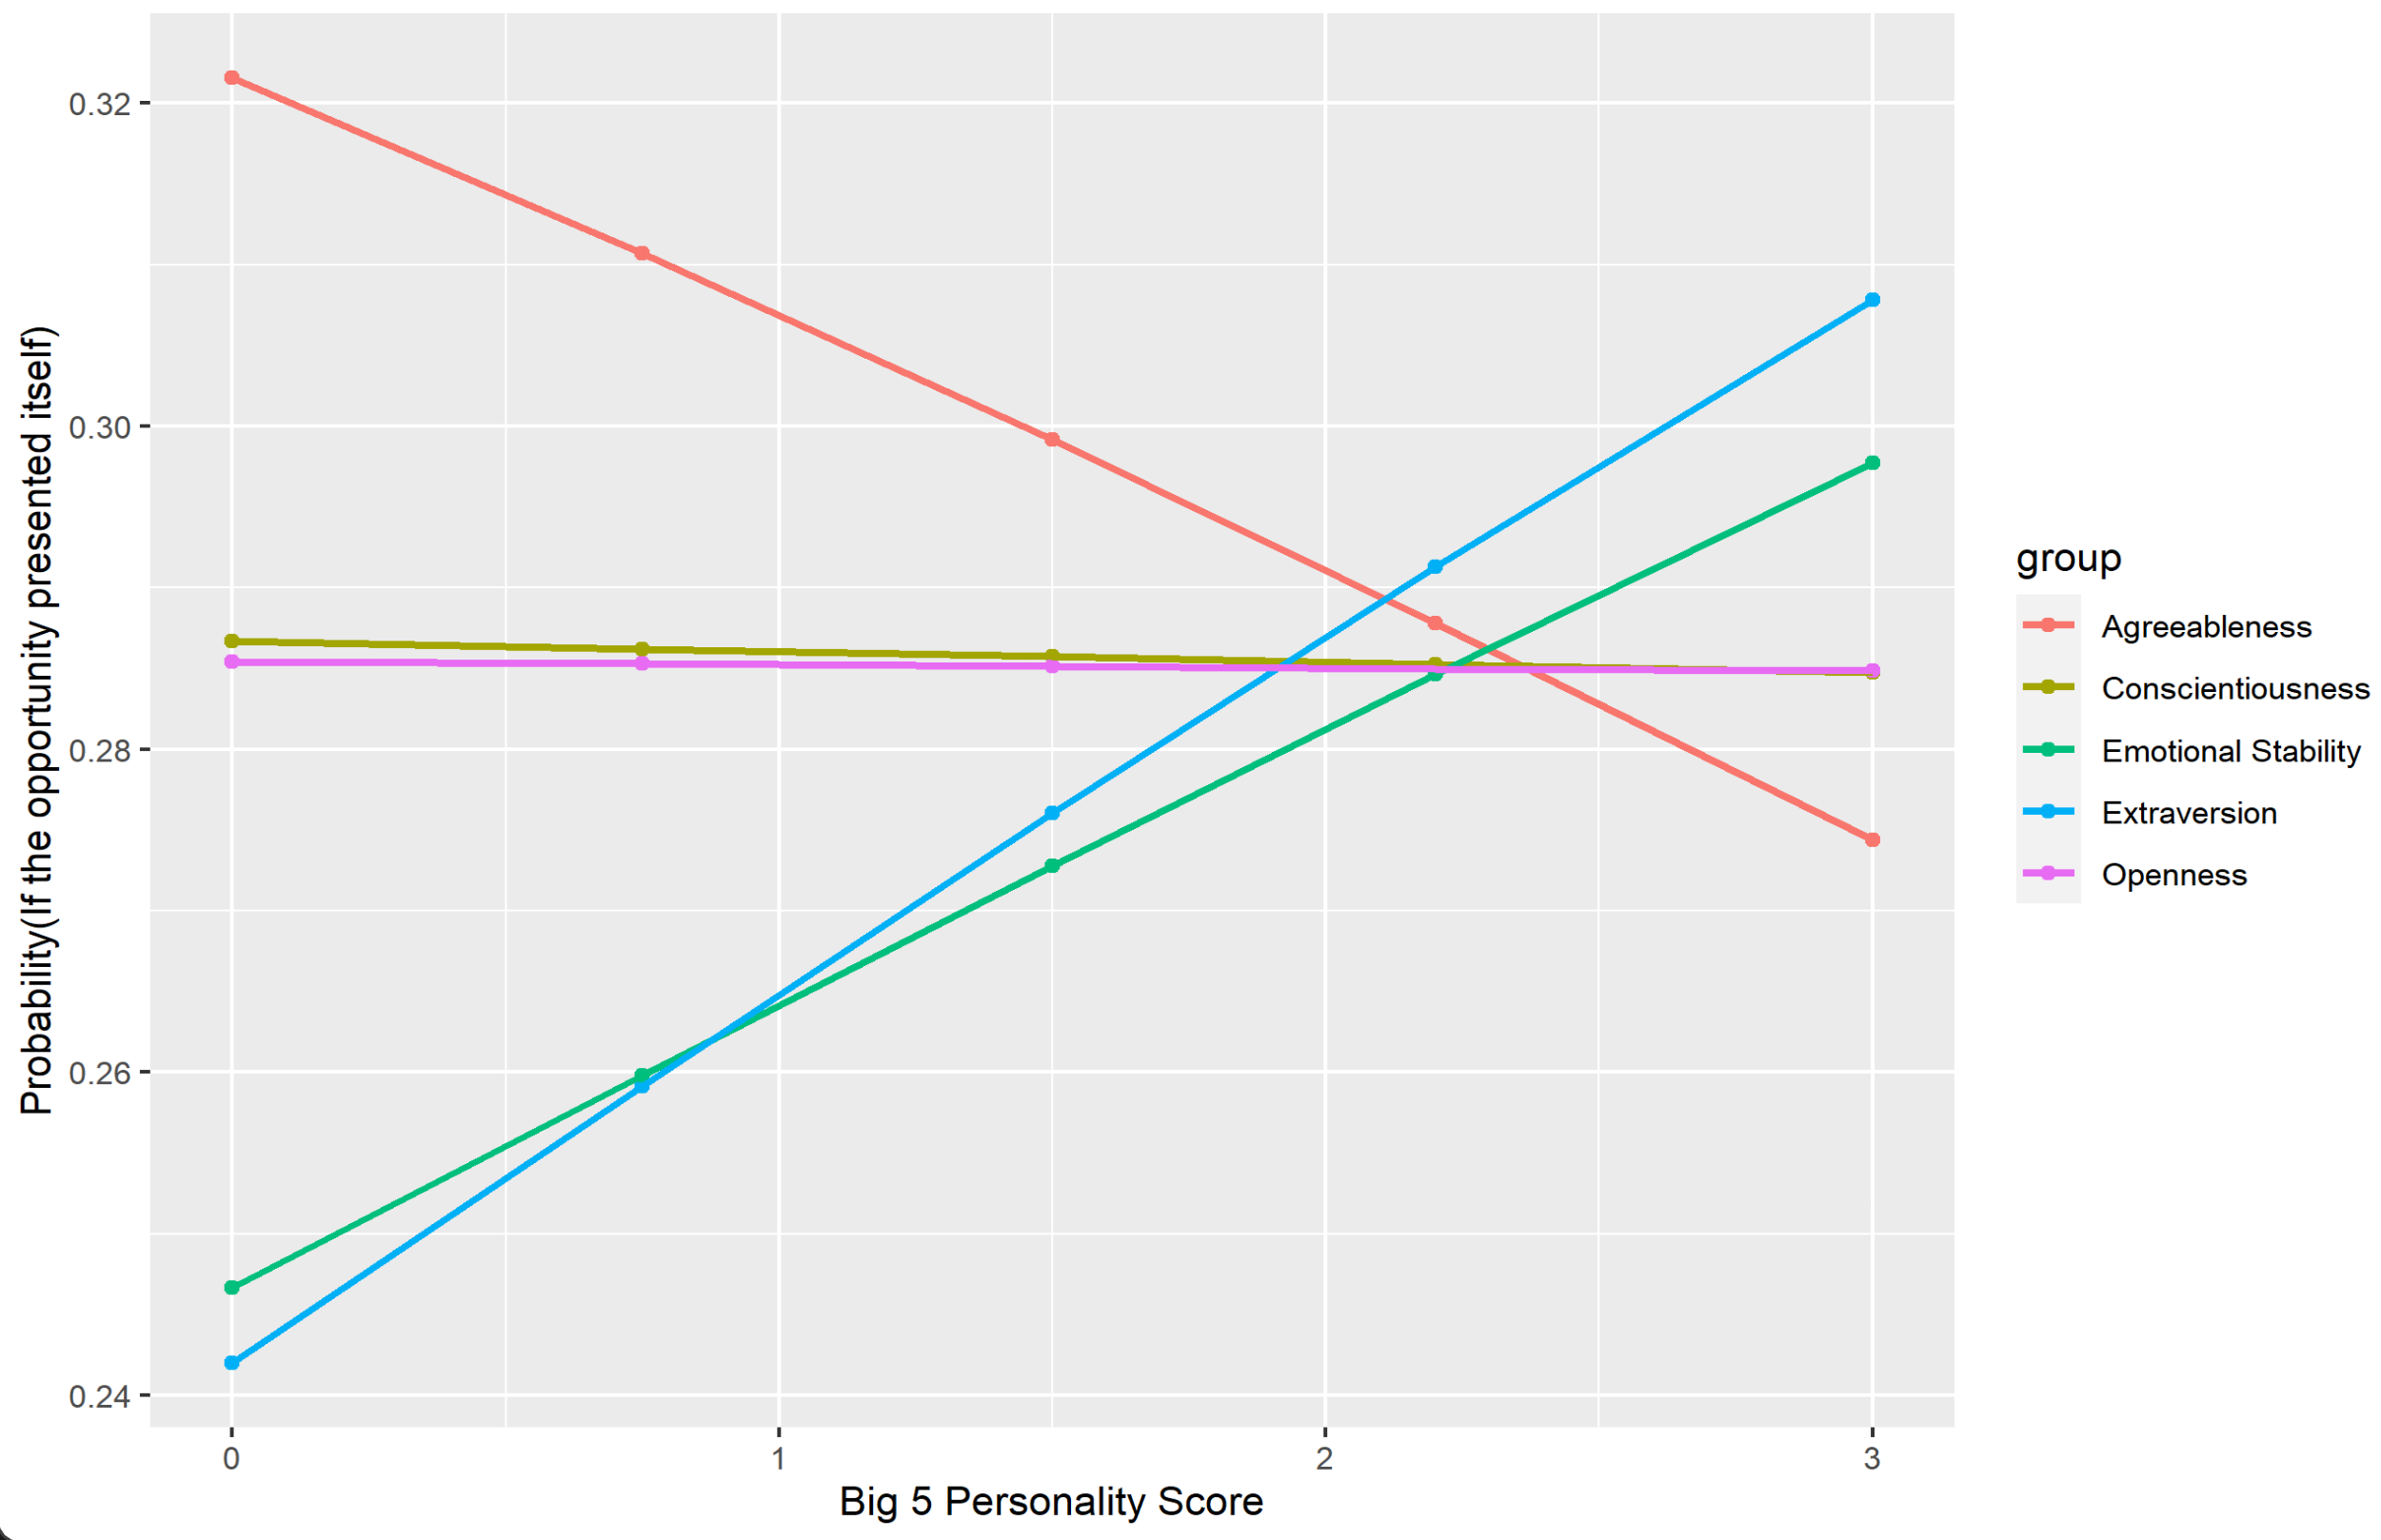 Probability(If the opportunity presented itself)
0.32
0.30
0.28
0.26
0.24
0
1
2
3
Big 5 Personality Score
group
Agreeableness
Conscientiousness
Emotional Stability
Extraversion
Openness